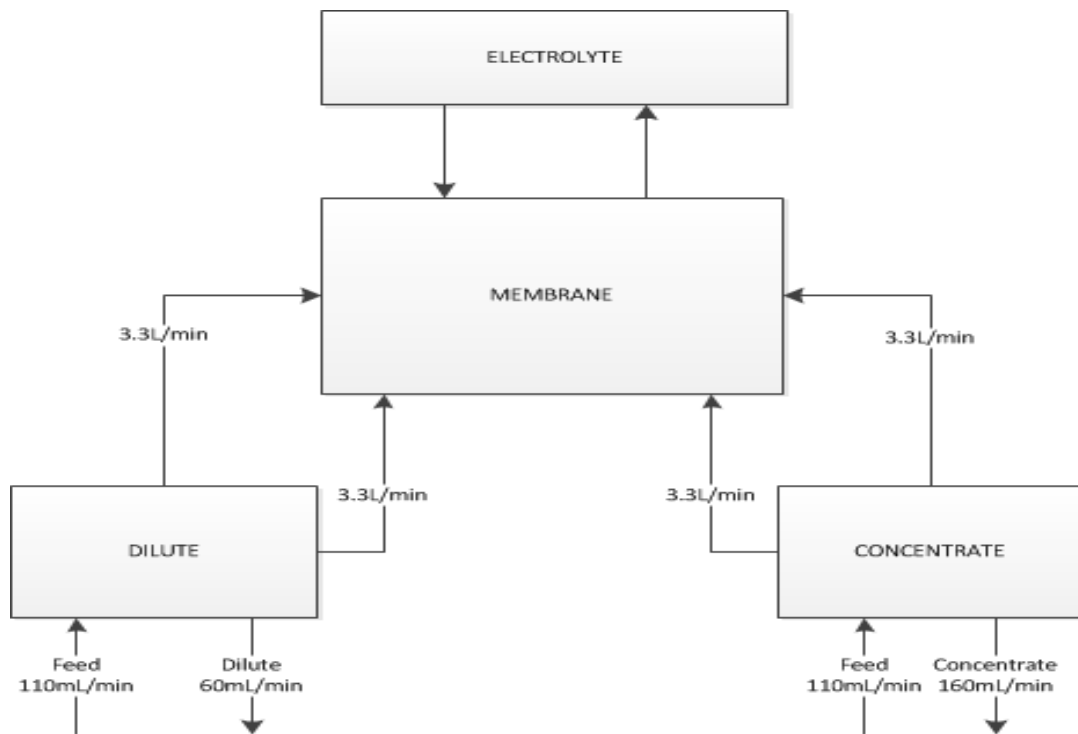 ELECTROLYTE
MEMBRANE
3.3L/min
3.3L/min
3.3L/min
3.3L/min
DILUTE
CONCENTRATE
Feed
110mL/min
Dilute
60mL/min
Feed
110mL/min
Concentrate
160mL/min